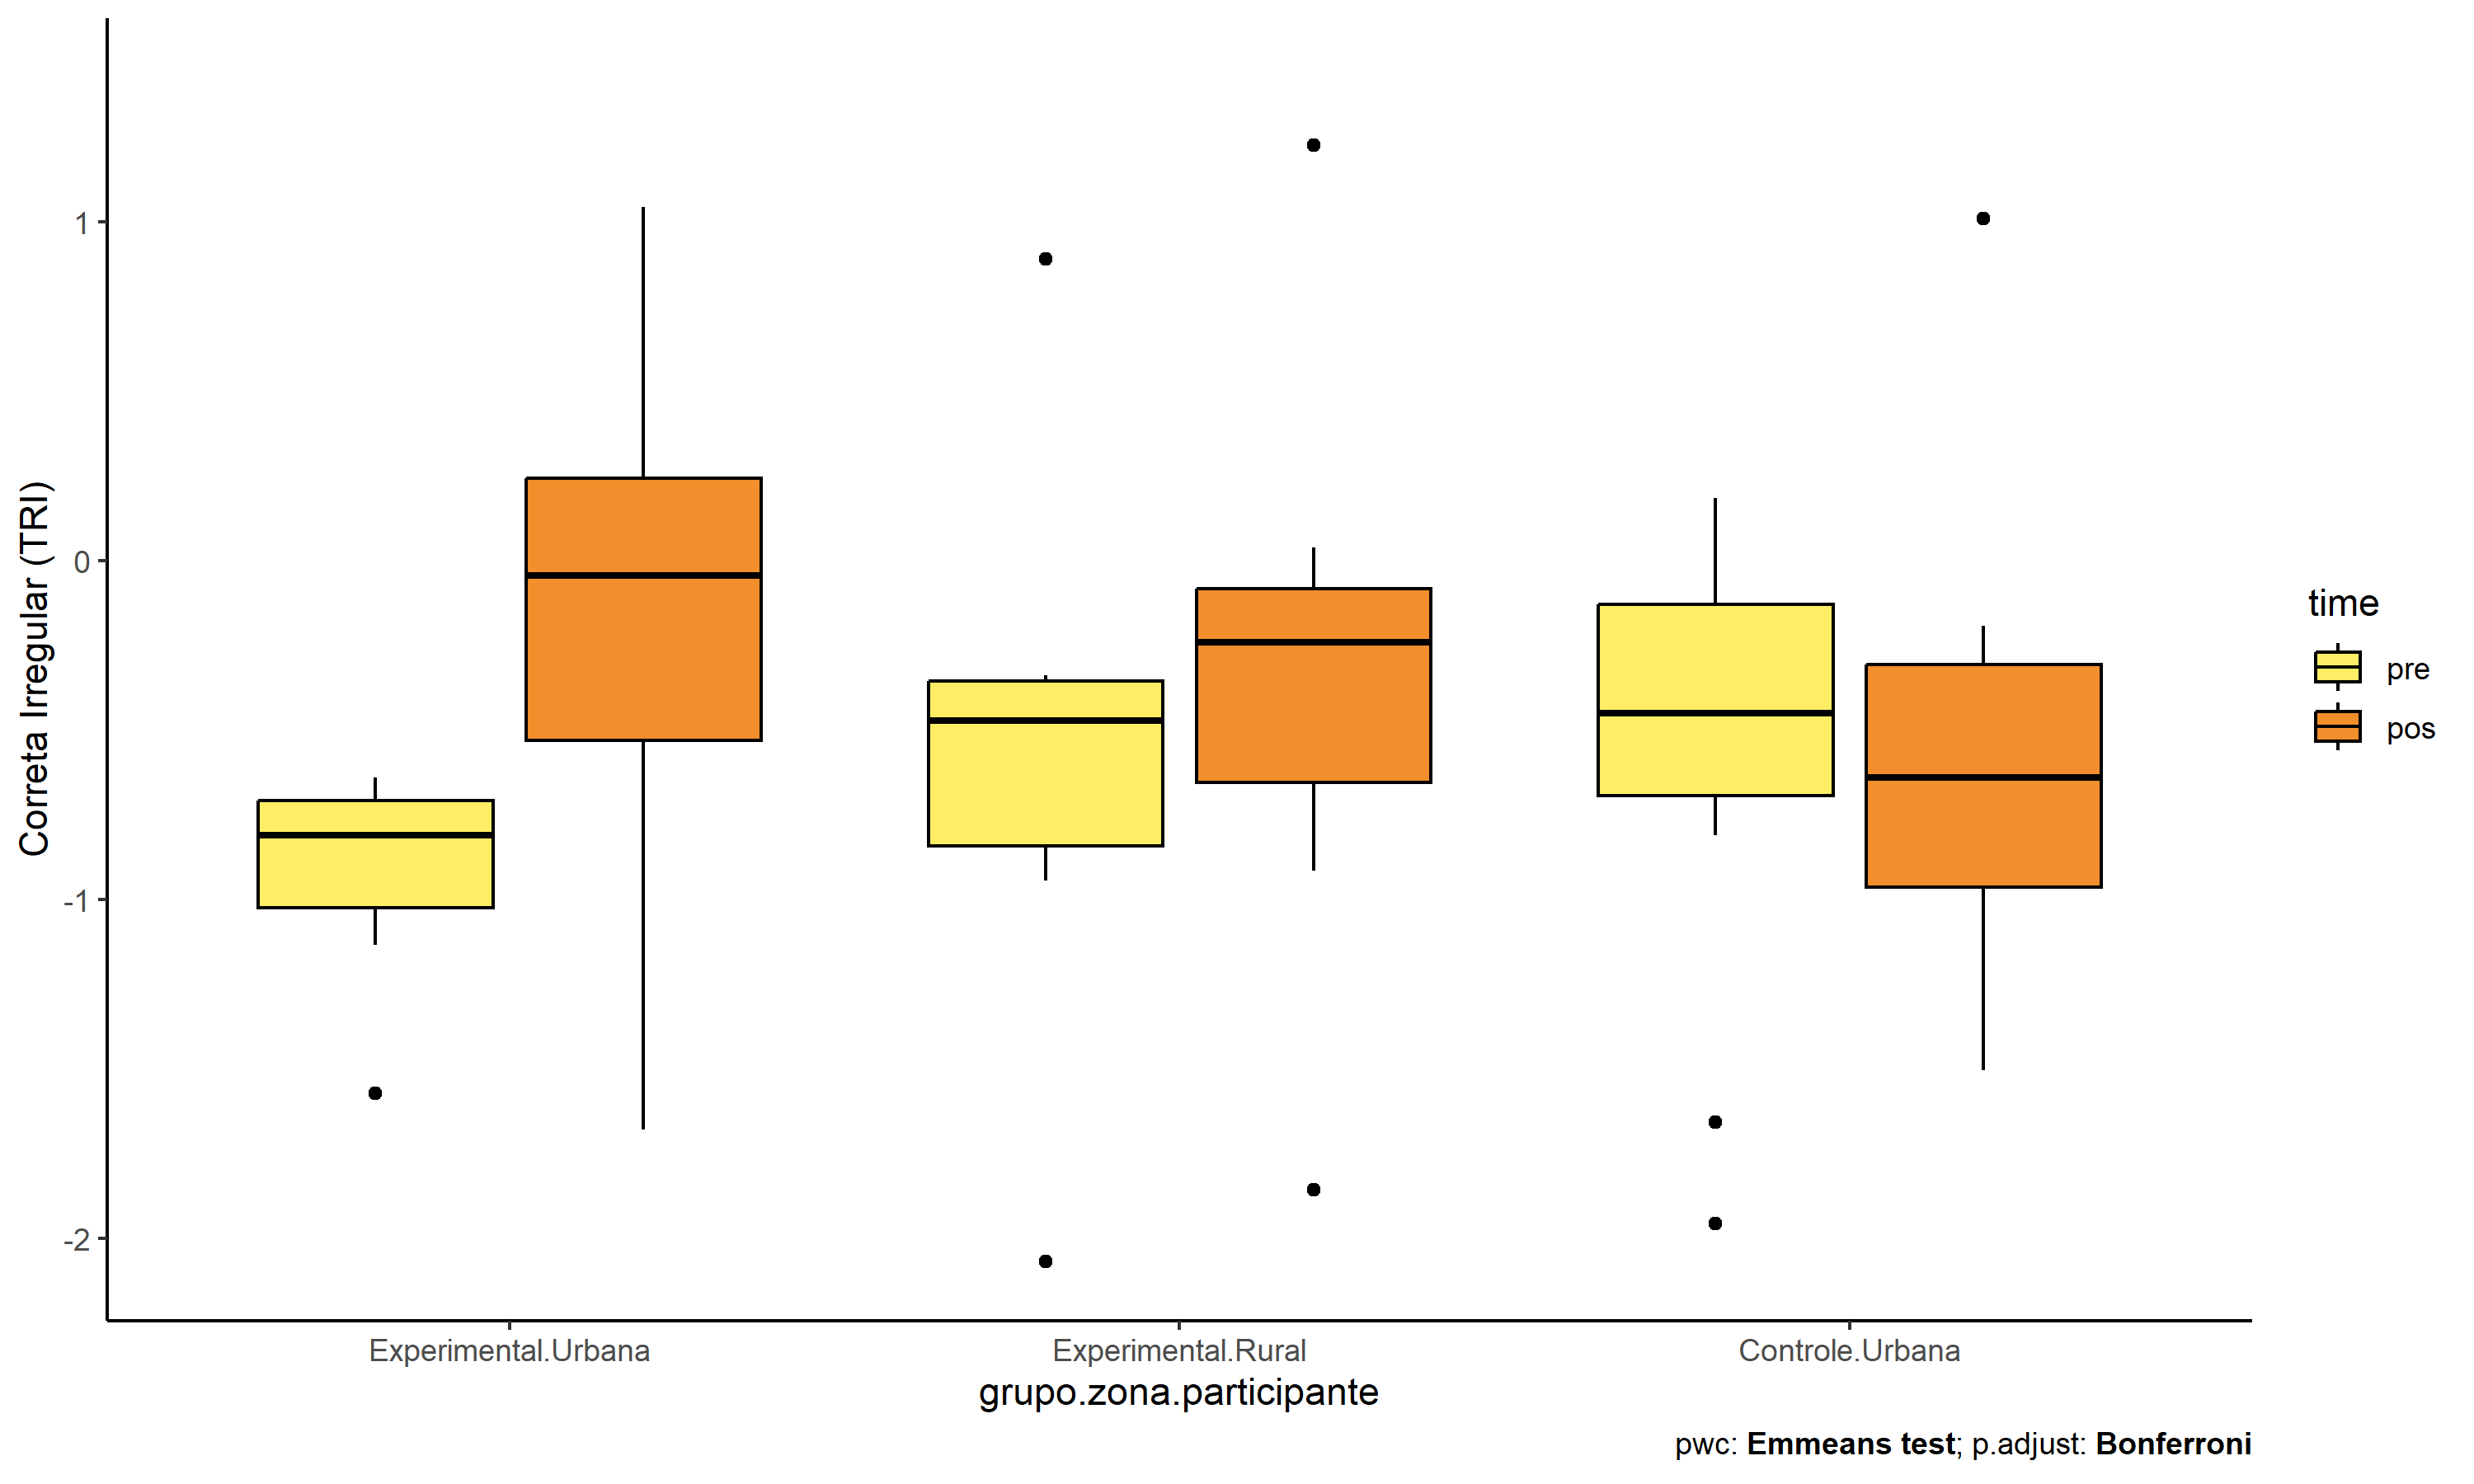 Correta Irregular (TRI)
1
0
-1
-2
Experimental.Urbana
Experimental.Rural
Controle.Urbana
grupo.zona.participante
time
pre
pos
pwc: Emmeans test; p.adjust: Bonferroni